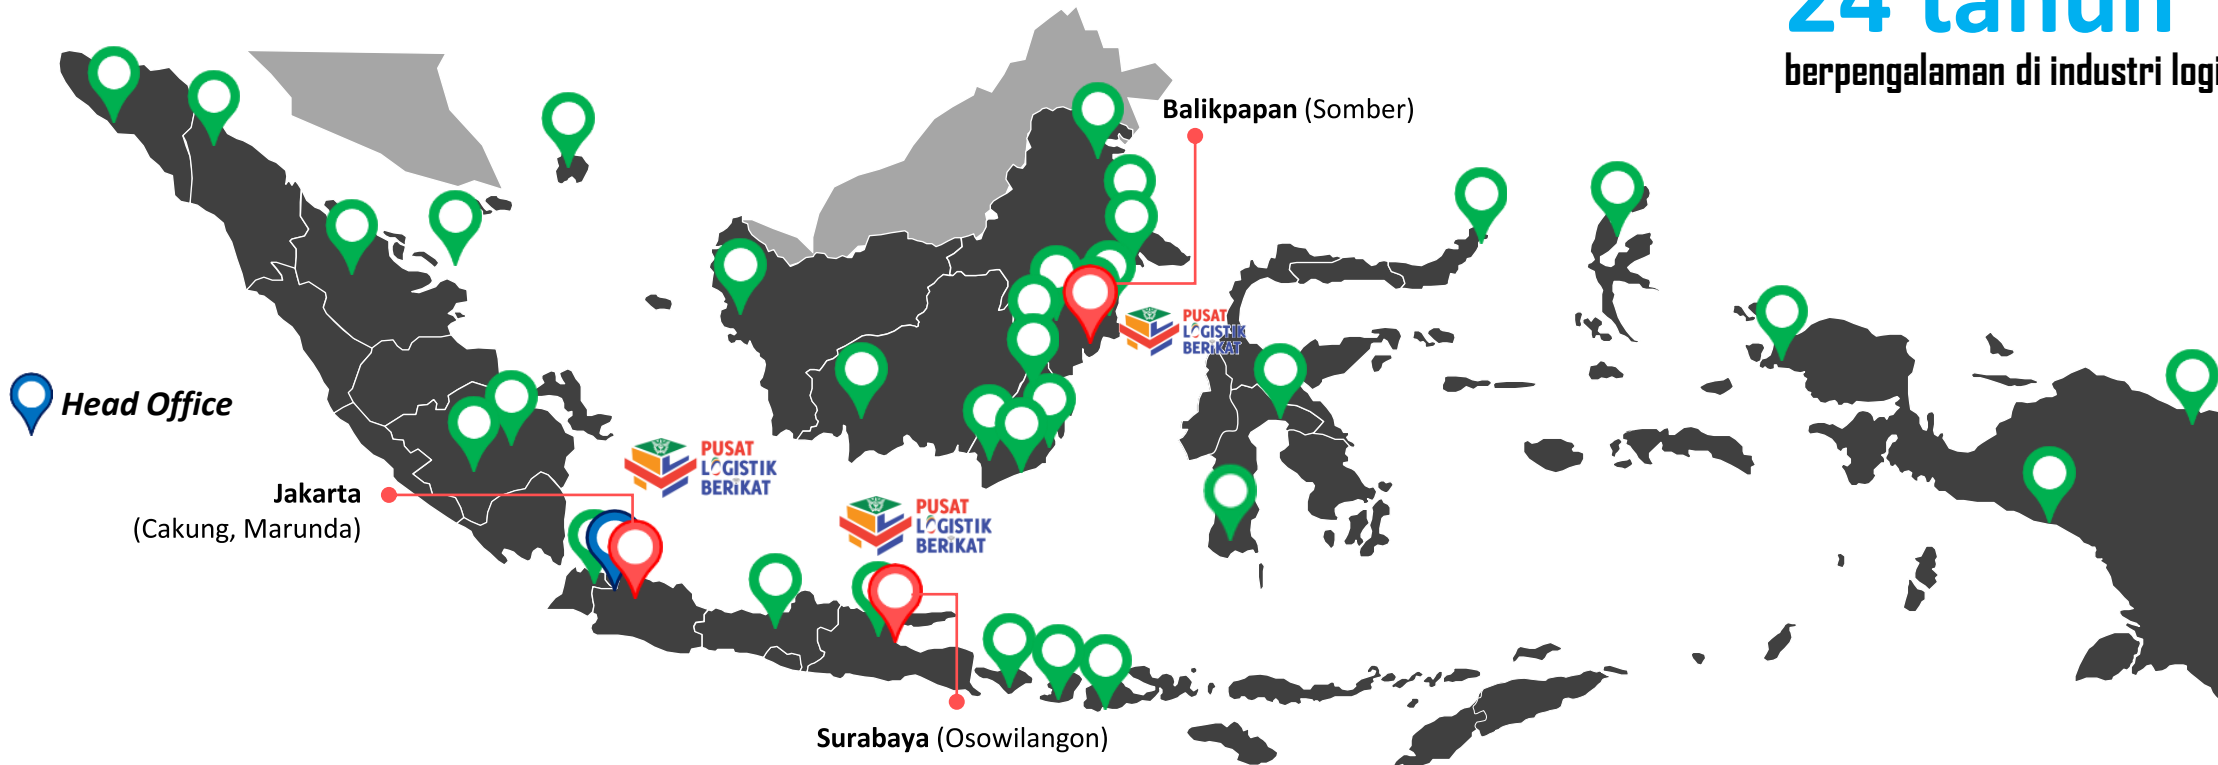 24 tahun
berpengalaman di industri logi
Balikpapan (Somber)
PUSAT
LOGISTIK
BERIKAT
Head Office
PUSAT
LOGISTIK
BERIKAT
Jakarta
(Cakung, Marunda)
PUSAT
LOGISTIK
BERIKAT
Surabaya (Osowilangon)